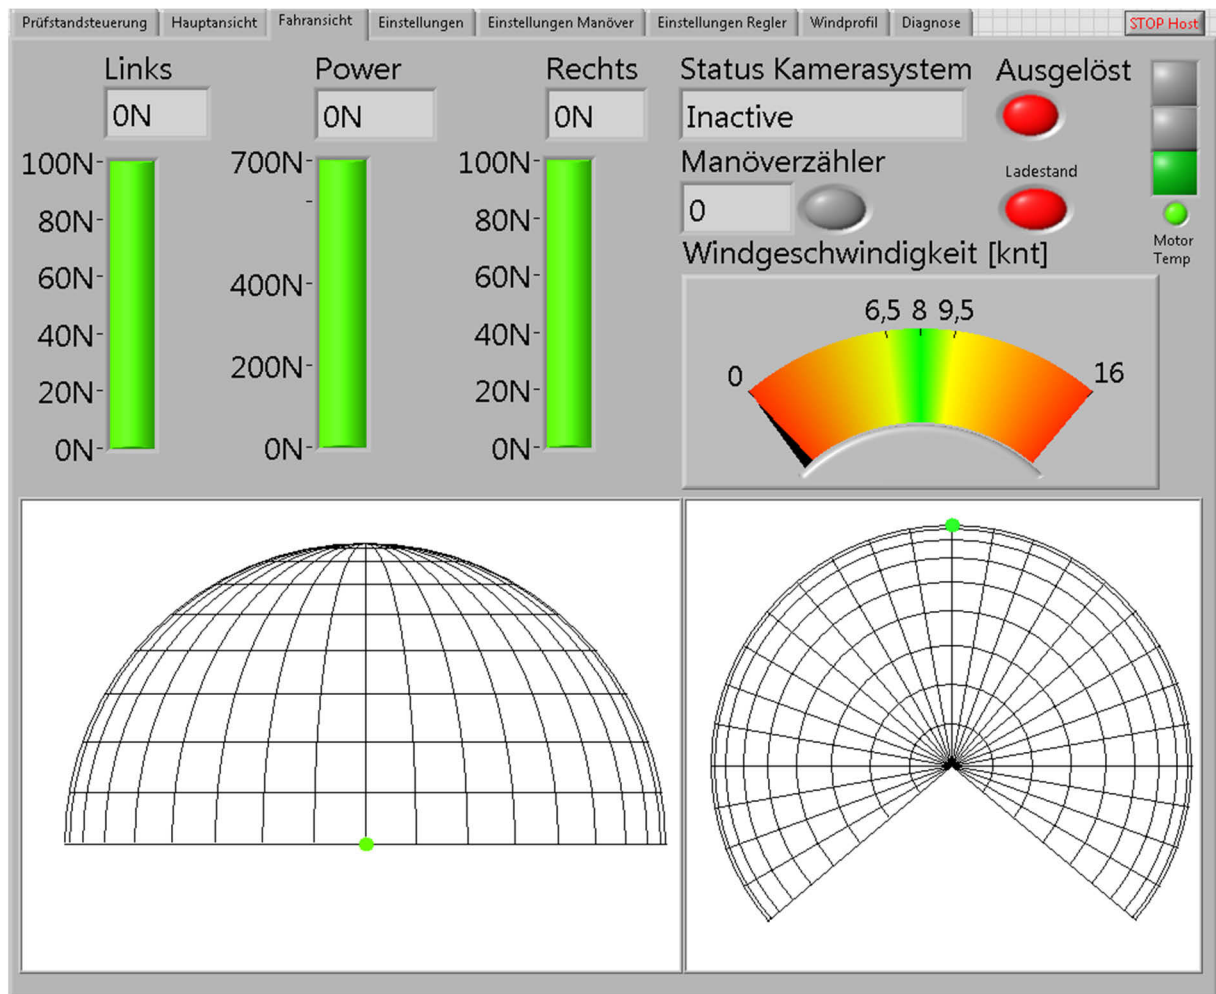 Prüfstandsteuerung Hauptansicht Fahransicht Einstellungen Einstellungen Manöver Einstellungen Regler Windprofil Diagnose STOP Host
Links Power Rechts Status Kamerasystem Ausgelöst
0N 0N 0N Inactive
100N 700N 100N Manöverzähler Ladestand
0
80N 80N Motor
Temp
Windgeschwindigkeit [knt]
60N 400N 60N
6,5 8 9,5
40N 200N 40N 0 16
20N 20N
0N 0N 0N